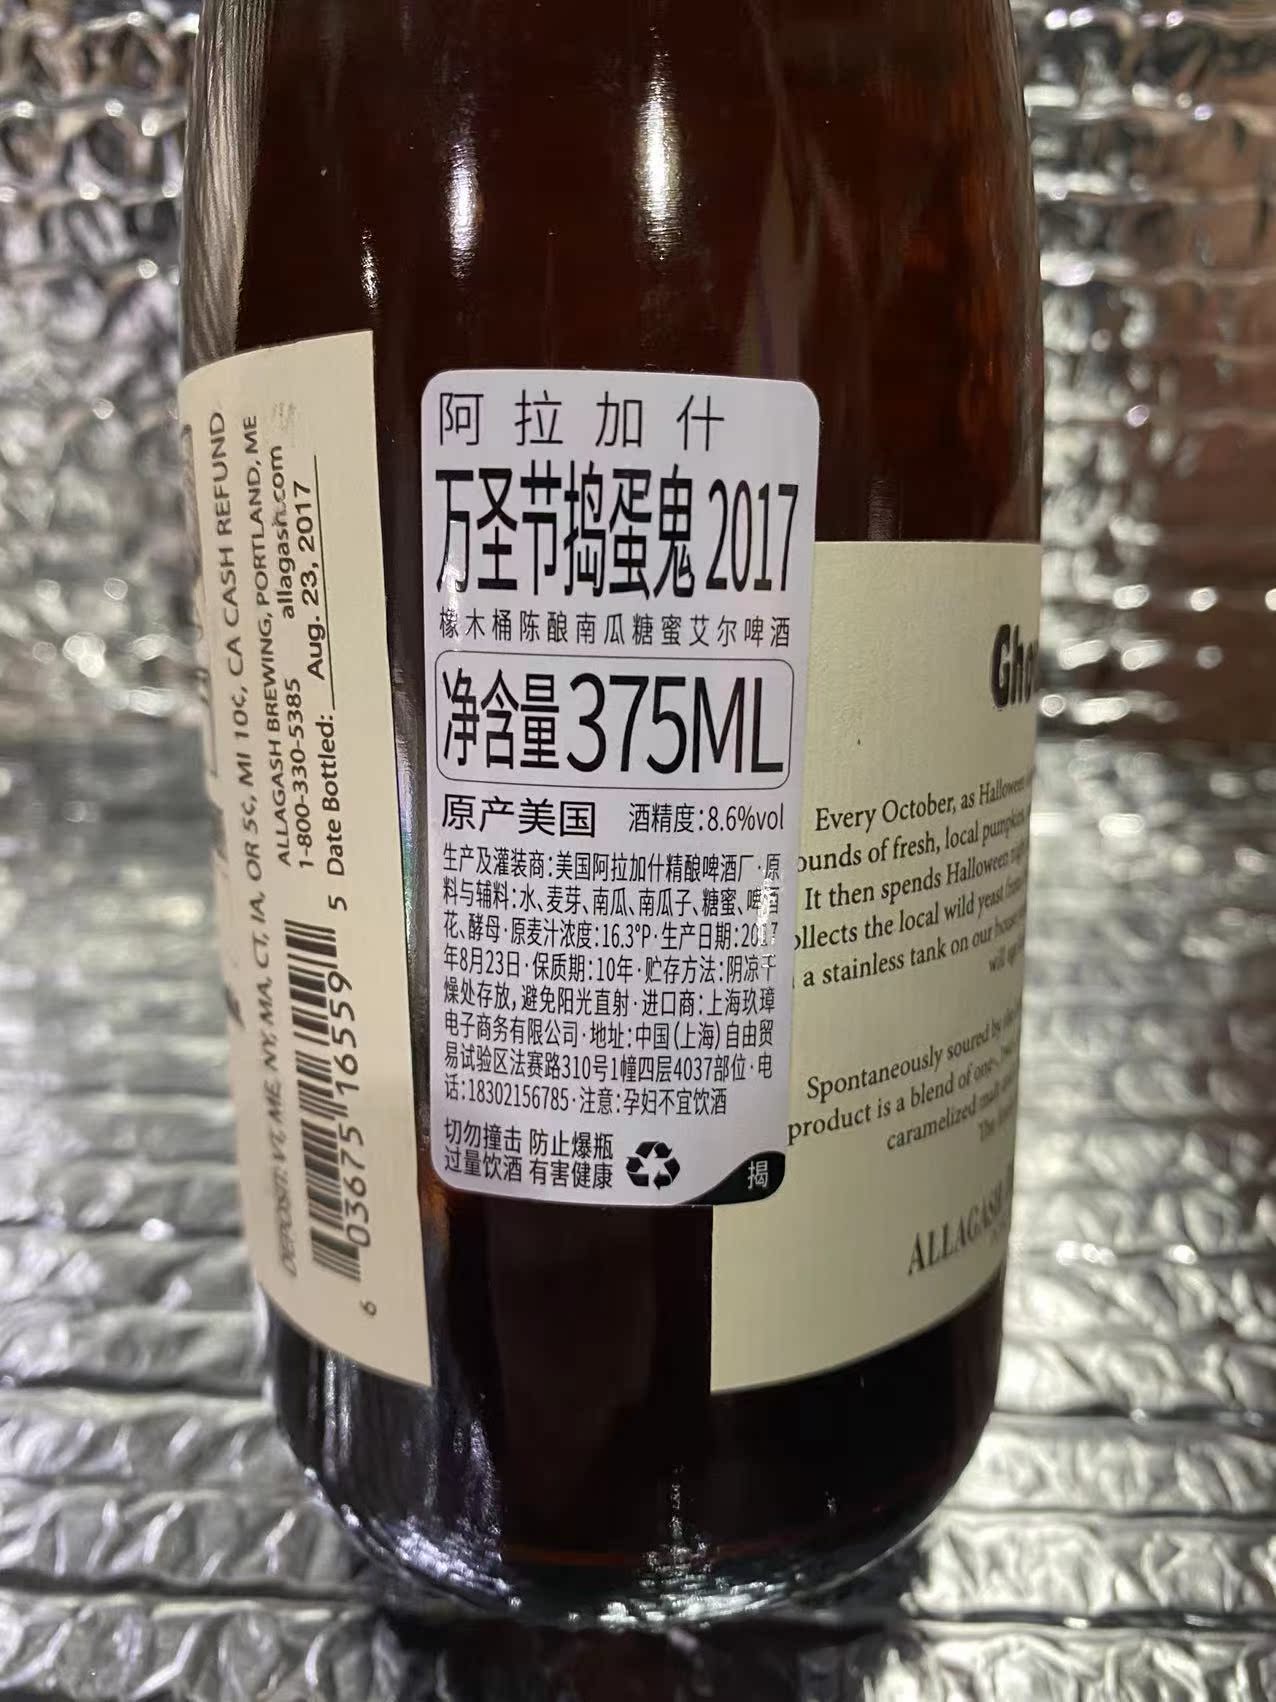 DEPOSIT: VT, ME, NY, MA, CT, IA, OR 5¢, MI 10¢, CA CASH REFUND
ALLAGASH BREWING, PORTLAND, ME
1-800-330-5385 allagash.com
Date Bottled: Aug. 23, 2017
0 36751 16559 5
6
阿拉加什
万圣节捣蛋鬼 2017
橡木桶陈酿南瓜糖蜜艾尔啤酒
净含量375ML
原产美国 酒精度:8.6%vol
生产及灌装商:美国阿拉加什精酿啤酒厂·原
料与辅料:水、麦芽、南瓜、南瓜子、糖蜜、啤酒
花、酵母·原麦汁浓度:16.3°P·生产日期:2017
年8月23日·保质期:10年·贮存方法:阴凉干
燥处存放,避免阳光直射·进口商:上海玖璋
电子商务有限公司·地址:中国(上海)自由贸
易试验区法赛路310号1幢四层4037部位·电
话:18302156785·注意:孕妇不宜饮酒
切勿撞击 防止爆瓶
过量饮酒 有害健康
揭
Every October, as Halloween
ounds of fresh, local pumpkins
It then spends Halloween night
ollects the local wild yeast from
a stainless tank on our house
will
Spontaneously soured by the
product is a blend of one-
caramelized malt
The
ALLAGASH